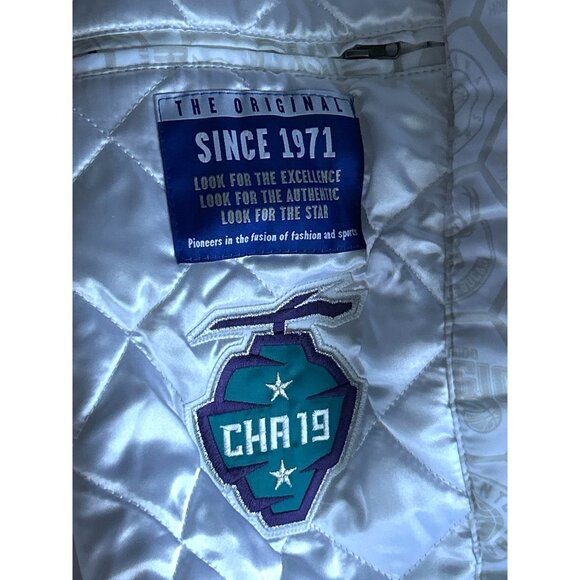 THE ORIGINAL
SINCE 1971
LOOK FOR THE EXCELLENCE
LOOK FOR THE AUTHENTIC
LOOK FOR THE STAR
Pioneers in the fusion of fashion and sports
CHA19